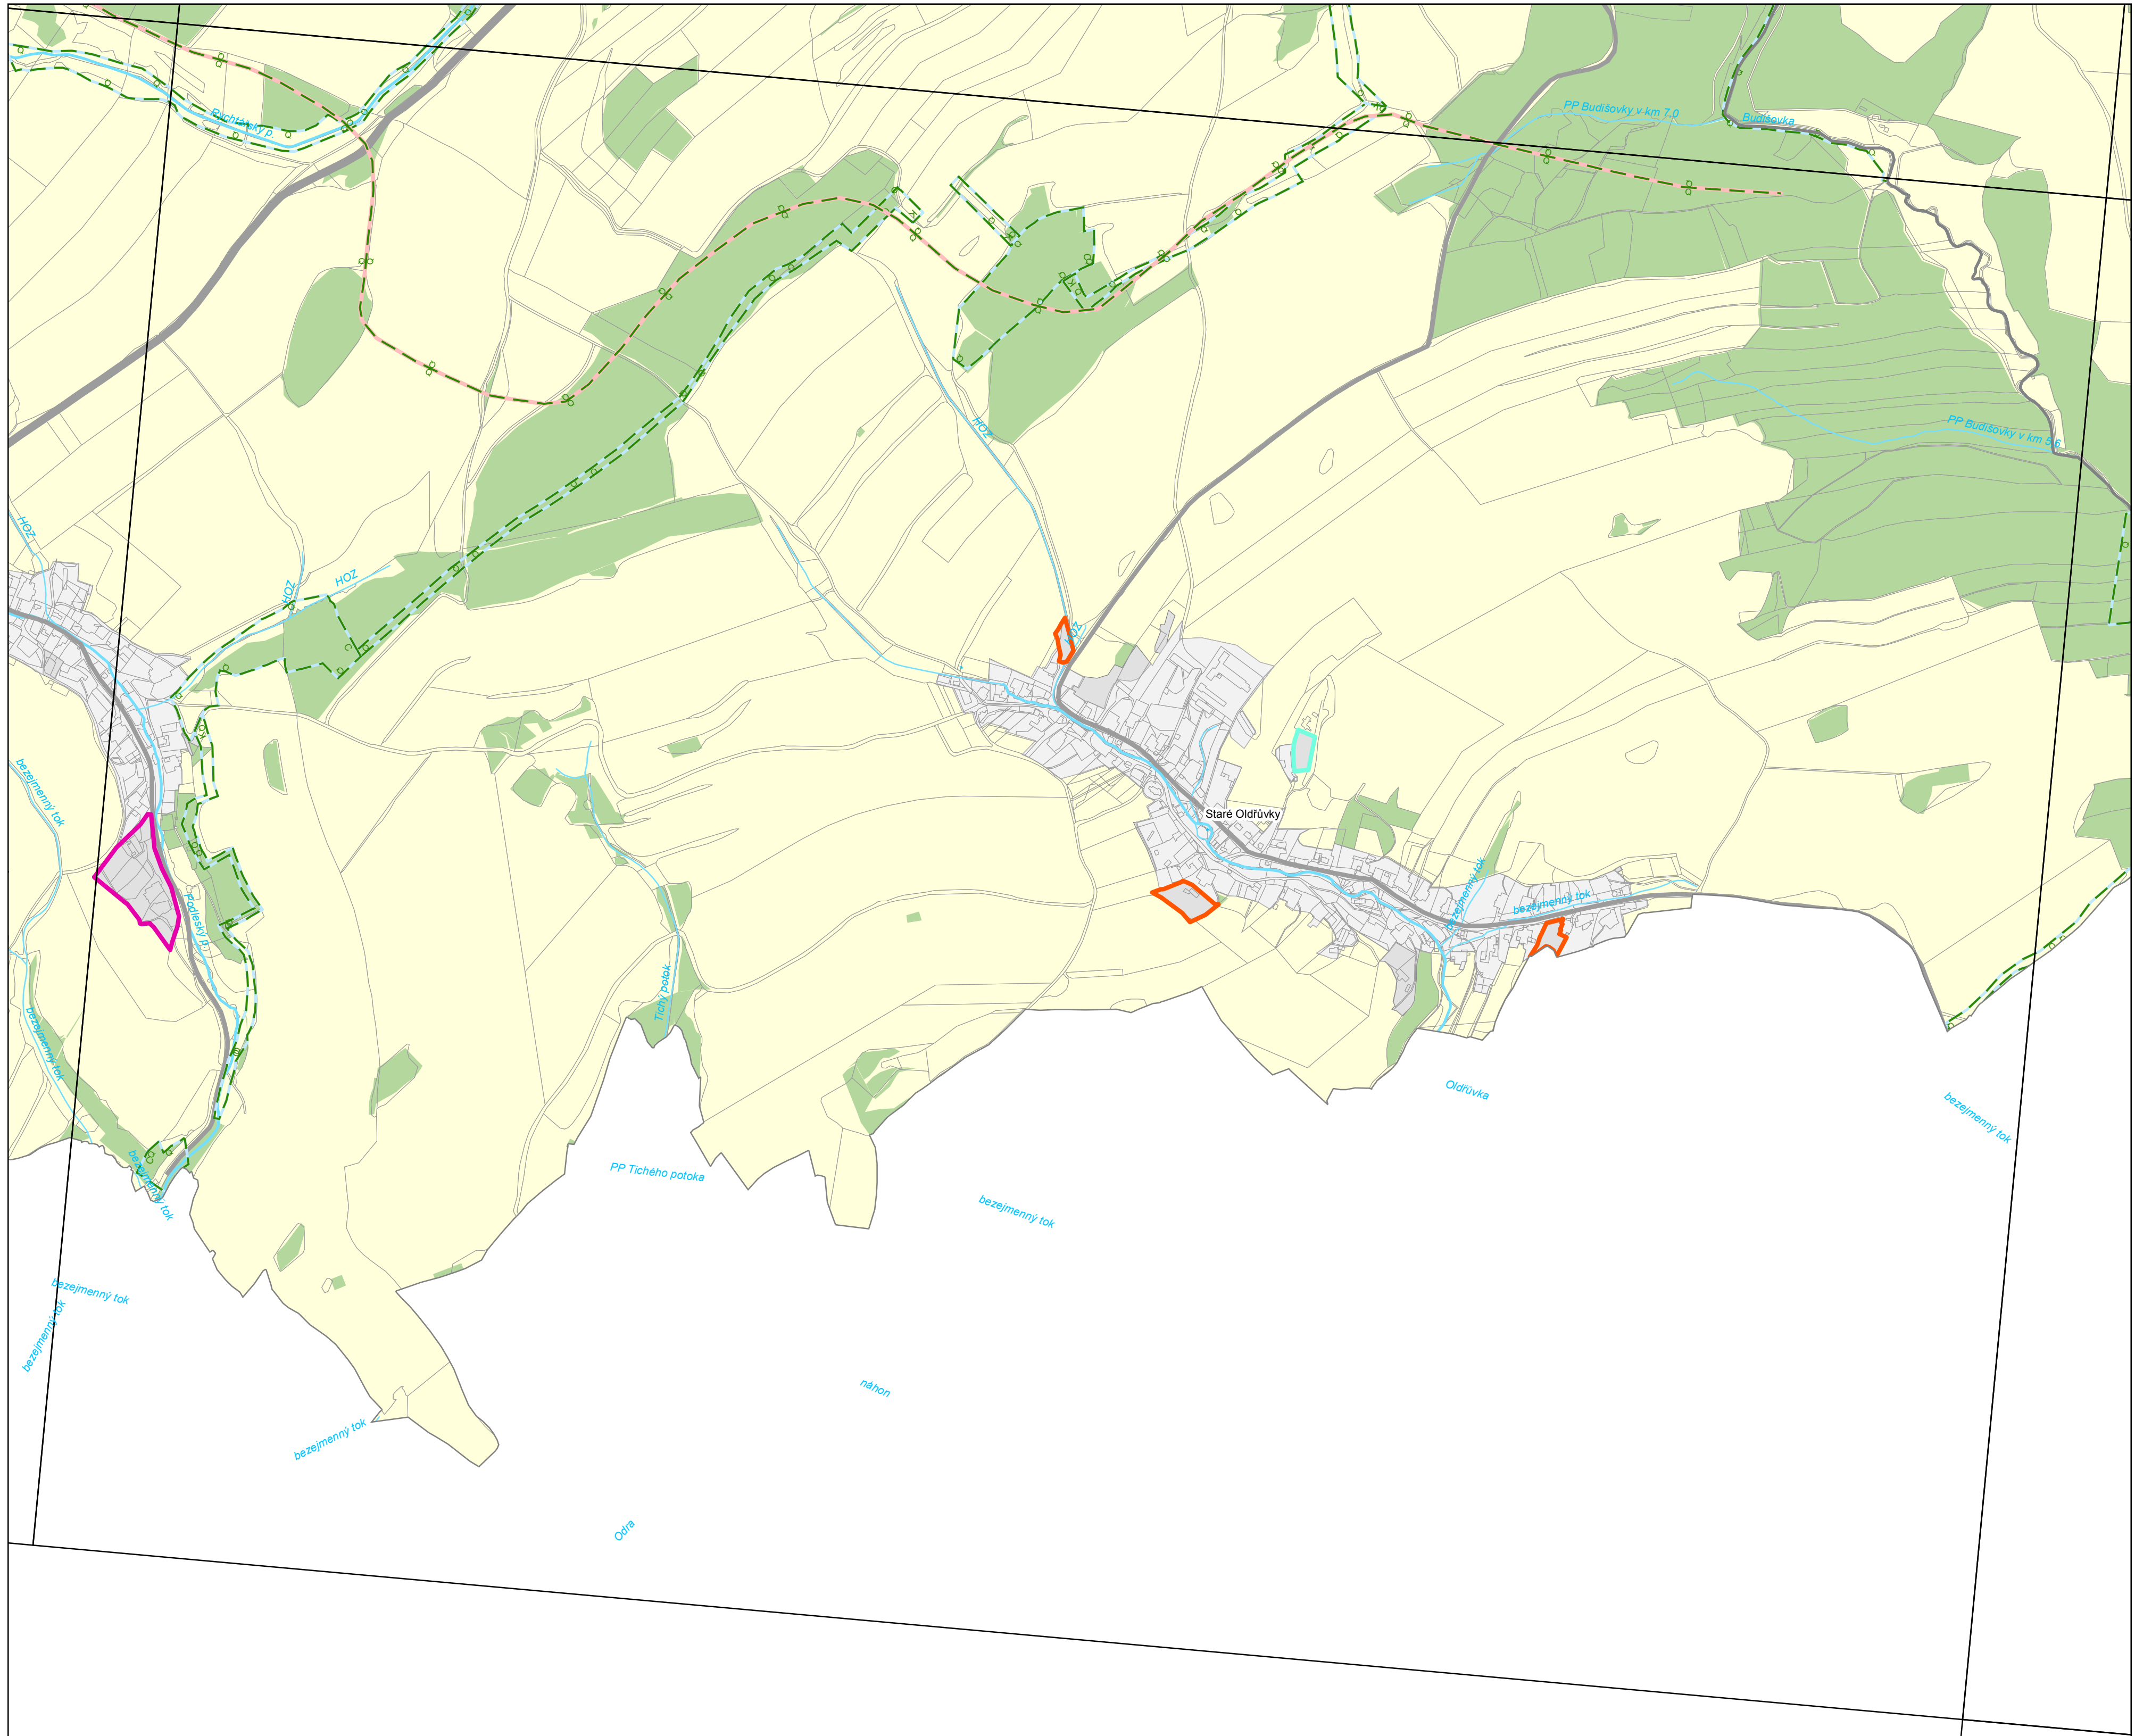 Rychtářský p.
PP Budišovky v km 7,0
Budišovka
HOZ
PP Budišovky v km 5,6
HOZ
HOZ
HOZ
HOZ
bezejmenný tok
Staré Oldřůvky
bezejmenný tok
bezejmenný tok
Podleský p.
Tichý potok
bezejmenný tok
Oldřůvka
bezejmenný tok
bezejmenný tok
PP Tichého potoka
bezejmenný tok
bezejmenný tok
bezejmenný tok
náhon
bezejmenný tok
Odra